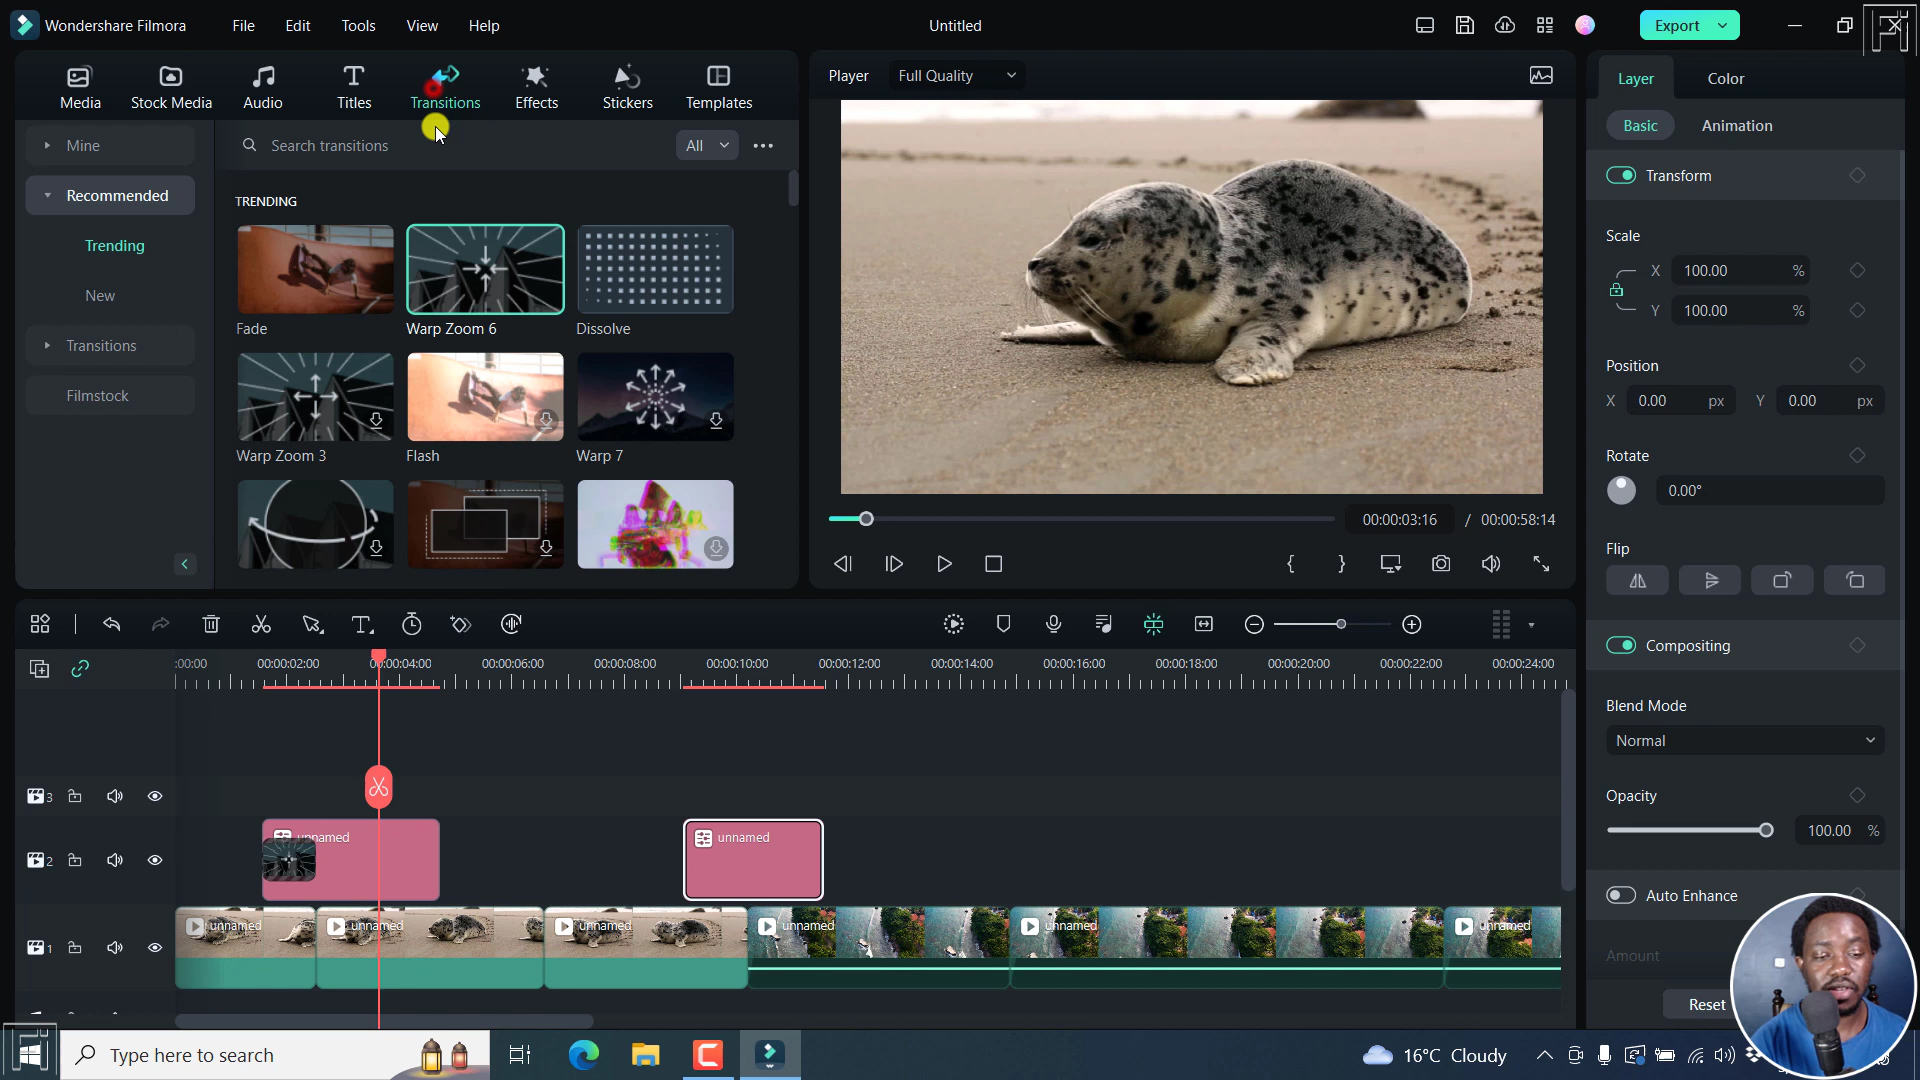 Wondershare Filmora
File Edit Tools View Help
Untitled
Export
Media Stock Media Audio Titles Transitions Effects Stickers Templates
Player Full Quality
Layer Color
Basic Animation
Mine
Recommended
Trending
New
Transitions
Filmstock
Search transitions
All
TRENDING
Fade Warp Zoom 6 Dissolve
Warp Zoom 3 Flash Warp 7
00:00:03:16 / 00:00:58:14
Transform
Scale
X 100.00 %
Y 100.00 %
Position
X 0.00 px Y 0.00 px
Rotate
0.00°
Flip
Compositing
Blend Mode
Normal
Opacity
100.00 %
Auto Enhance
Amount
Reset
:00:00 00:00:02:00 00:00:04:00 00:00:06:00 00:00:08:00 00:00:10:00 00:00:12:00 00:00:14:00 00:00:16:00 00:00:18:00 00:00:20:00 00:00:22:00 00:00:24:00
3
2
unnamed unnamed
1
unnamed unnamed unnamed unnamed unnamed unnamed
Type here to search
16°C Cloudy